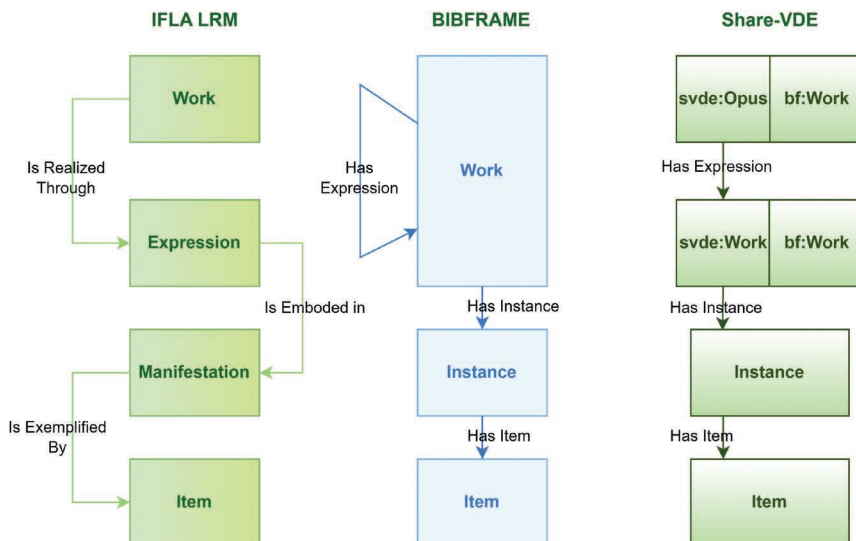 IFLA LRM
Work
Is Realized
Through
Expression
Is Emboded in
Manifestation
Is Exemplified
By
Item
BIBFRAME
Has
Expression
Work
Has Instance
Instance
Has Item
Item
Share-VDE
svde:Opus
bf:Work
Has Expression
svde:Work
bf:Work
Has Instance
Instance
Has Item
Item